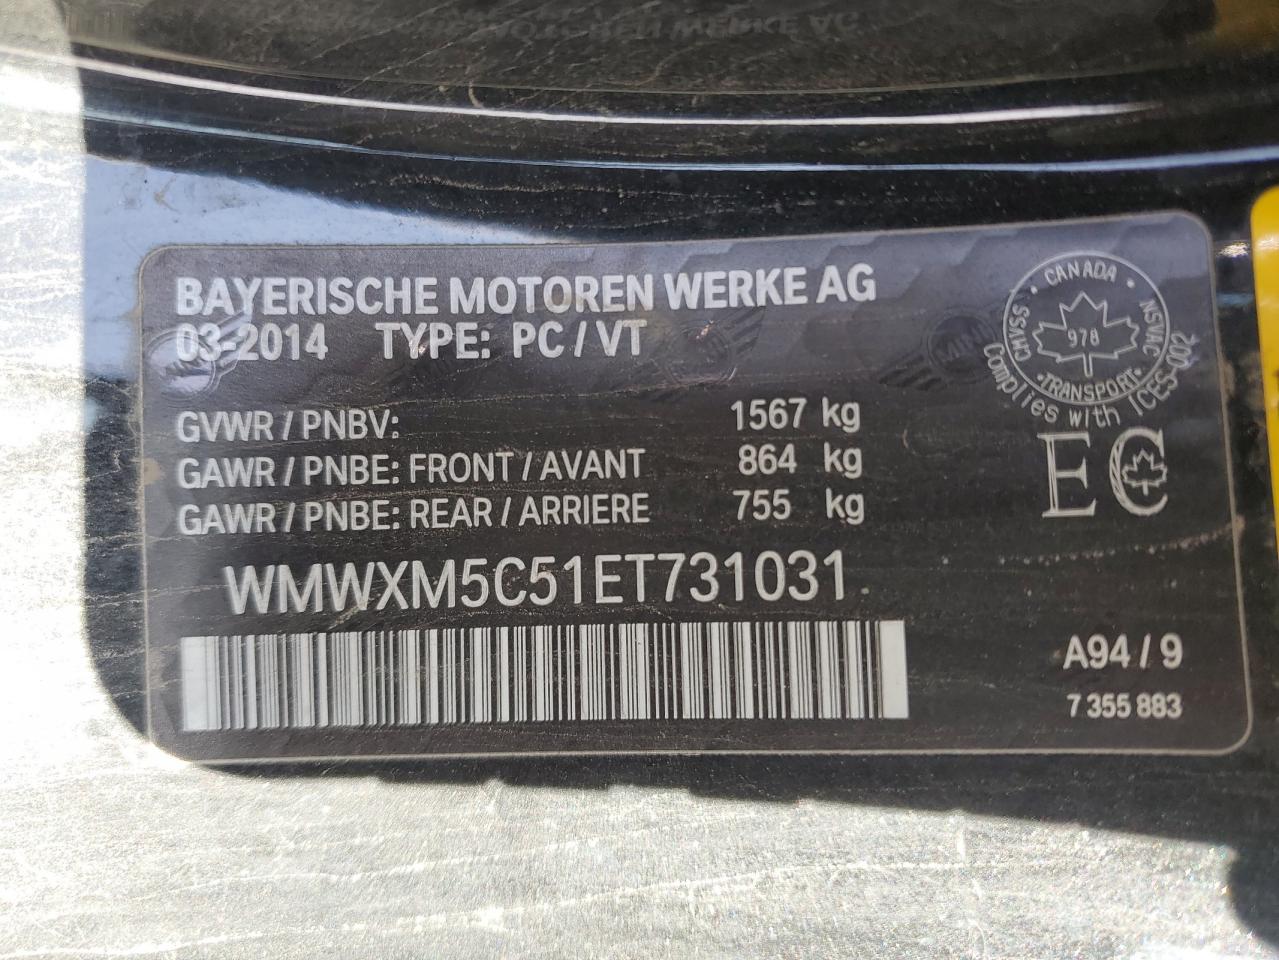 BAYERISCHE MOTOREN WERKE AG
03-2014 TYPE: PC / VT
GVWR / PNBV: 1567 kg
GAWR / PNBE: FRONT / AVANT 864 kg
GAWR / PNBE: REAR / ARRIERE 755 kg
WMWXM5C51ET731031
CANADA
CMVSS NSVAC
978
TRANSPORT
Complies with ICES-002
EC
A94 / 9
7 355 883